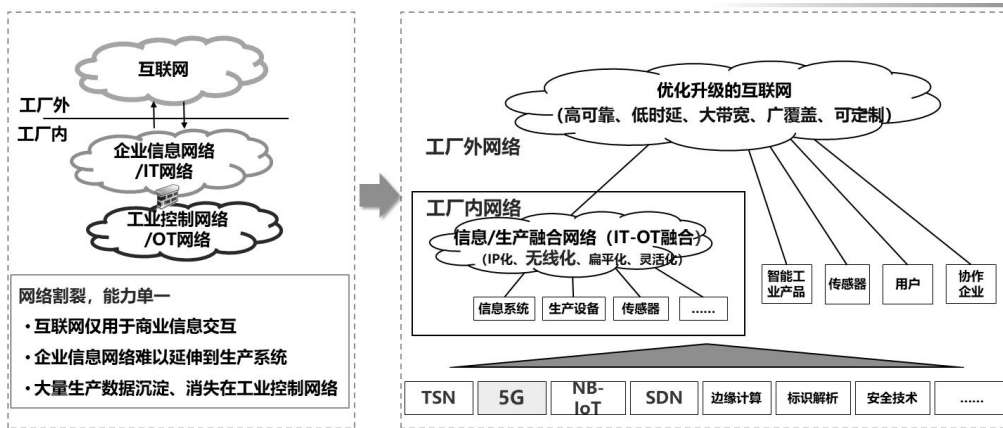 互联网
工厂外
工厂内
企业信息网络
/IT网络
工业控制网络
/OT网络
网络割裂，能力单一
• 互联网仅用于商业信息交互
• 企业信息网络难以延伸到生产系统
• 大量生产数据沉淀、消失在工业控制网络
优化升级的互联网
（高可靠、低时延、大带宽、广覆盖、可定制）
工厂外网络
工厂内网络
信息/生产融合网络（IT-OT融合）
（IP化、无线化、扁平化、灵活化）
信息系统
生产设备
传感器
……
智能工
业产品
传感器
用户
协作
企业
TSN
5G
NB-
IoT
SDN
边缘计算
标识解析
安全技术
……